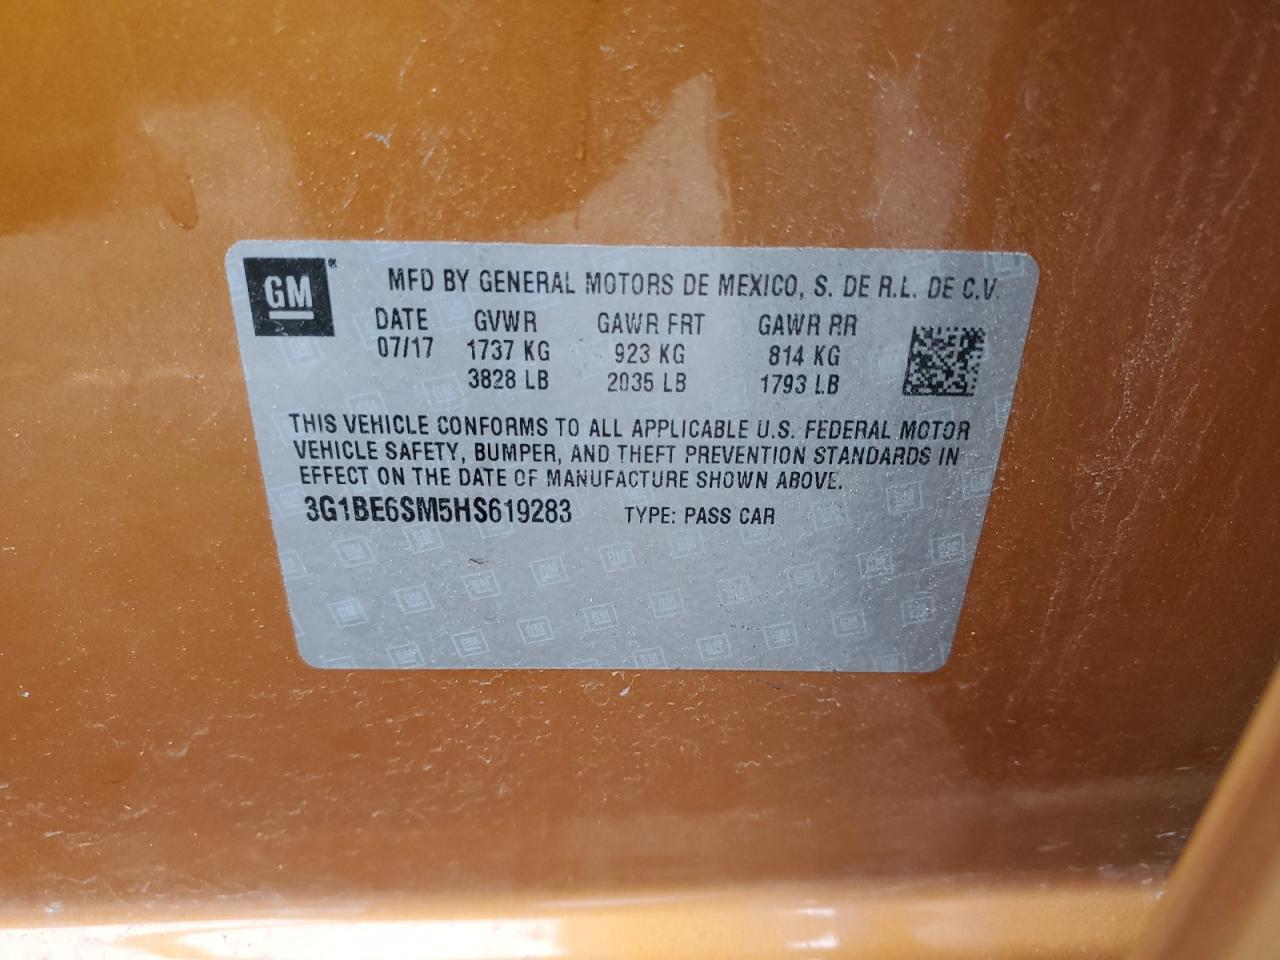 GM
MFD BY GENERAL MOTORS DE MEXICO, S. DE R.L. DE C.V.
DATE GVWR GAWR FRT GAWR RR
07/17 1737 KG 923 KG 814 KG
3828 LB 2035 LB 1793 LB
THIS VEHICLE CONFORMS TO ALL APPLICABLE U.S. FEDERAL MOTOR
VEHICLE SAFETY, BUMPER, AND THEFT PREVENTION STANDARDS IN
EFFECT ON THE DATE OF MANUFACTURE SHOWN ABOVE.
3G1BE6SM5HS619283 TYPE: PASS CAR